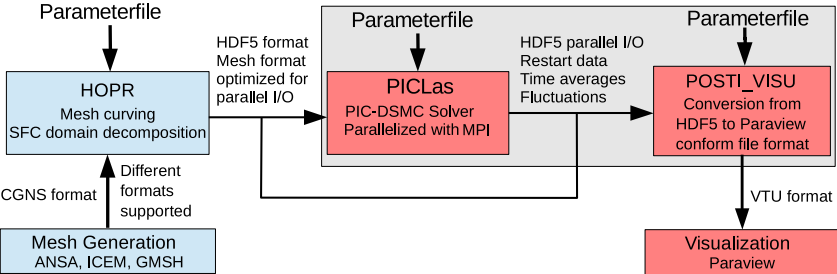 Parameterfile
Parameterfile
Parameterfile
HDF5 format
Mesh format
optimized for
parallel I/O
HDF5 parallel I/O
Restart data
Time averages
Fluctuations
HOPR
Mesh curving
SFC domain decomposition
PICLas
PIC-DSMC Solver
Parallelized with MPI
POSTI_VISU
Conversion from
HDF5 to Paraview
conform file format
CGNS format
Different
formats
supported
VTU format
Mesh Generation
ANSA, ICEM, GMSH
Visualization
Paraview